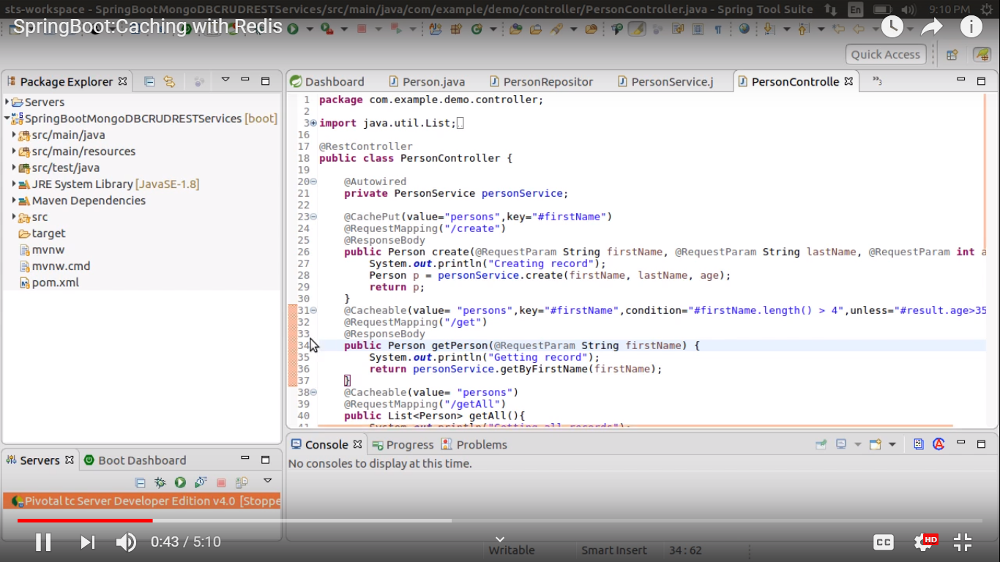 sts-workspace - SpringBootMongoDBCRUDRESTServices/src/main/java/com/example/demo/controller/PersonController.java - Spring Tool Suite En 9:10 PM
SpringBoot:Caching with Redis
Quick Access
Package Explorer
Dashboard Person.java PersonRepositor PersonService.j PersonControlle »3
Servers
SpringBootMongoDBCRUDRESTServices [boot]
src/main/java
src/main/resources
src/test/java
JRE System Library [JavaSE-1.8]
Maven Dependencies
src
target
mvnw
mvnw.cmd
pom.xml
1 package com.example.demo.controller;
2
3 import java.util.List;
16
17 @RestController
18 public class PersonController {
19
20 @Autowired
21 private PersonService personService;
22
23 @CachePut(value="persons",key="#firstName")
24 @RequestMapping("/create")
25 @ResponseBody
26 public Person create(@RequestParam String firstName, @RequestParam String lastName, @RequestParam int a
27 System.out.println("Creating record");
28 Person p = personService.create(firstName, lastName, age);
29 return p;
30 }
31 @Cacheable(value= "persons",key="#firstName",condition="#firstName.length() > 4",unless="#result.age>35
32 @RequestMapping("/get")
33 @ResponseBody
34 public Person getPerson(@RequestParam String firstName) {
35 System.out.println("Getting record");
36 return personService.getByFirstName(firstName);
37 }
38 @Cacheable(value= "persons")
39 @RequestMapping("/getAll")
40 public List<Person> getAll(){
41 System.out.println("Getting all records");
Console Progress Problems
No consoles to display at this time.
Servers Boot Dashboard
Pivotal tc Server Developer Edition v4.0 [Stoppe
0:43 / 5:10
CC
HD
Writable Smart Insert 34:62